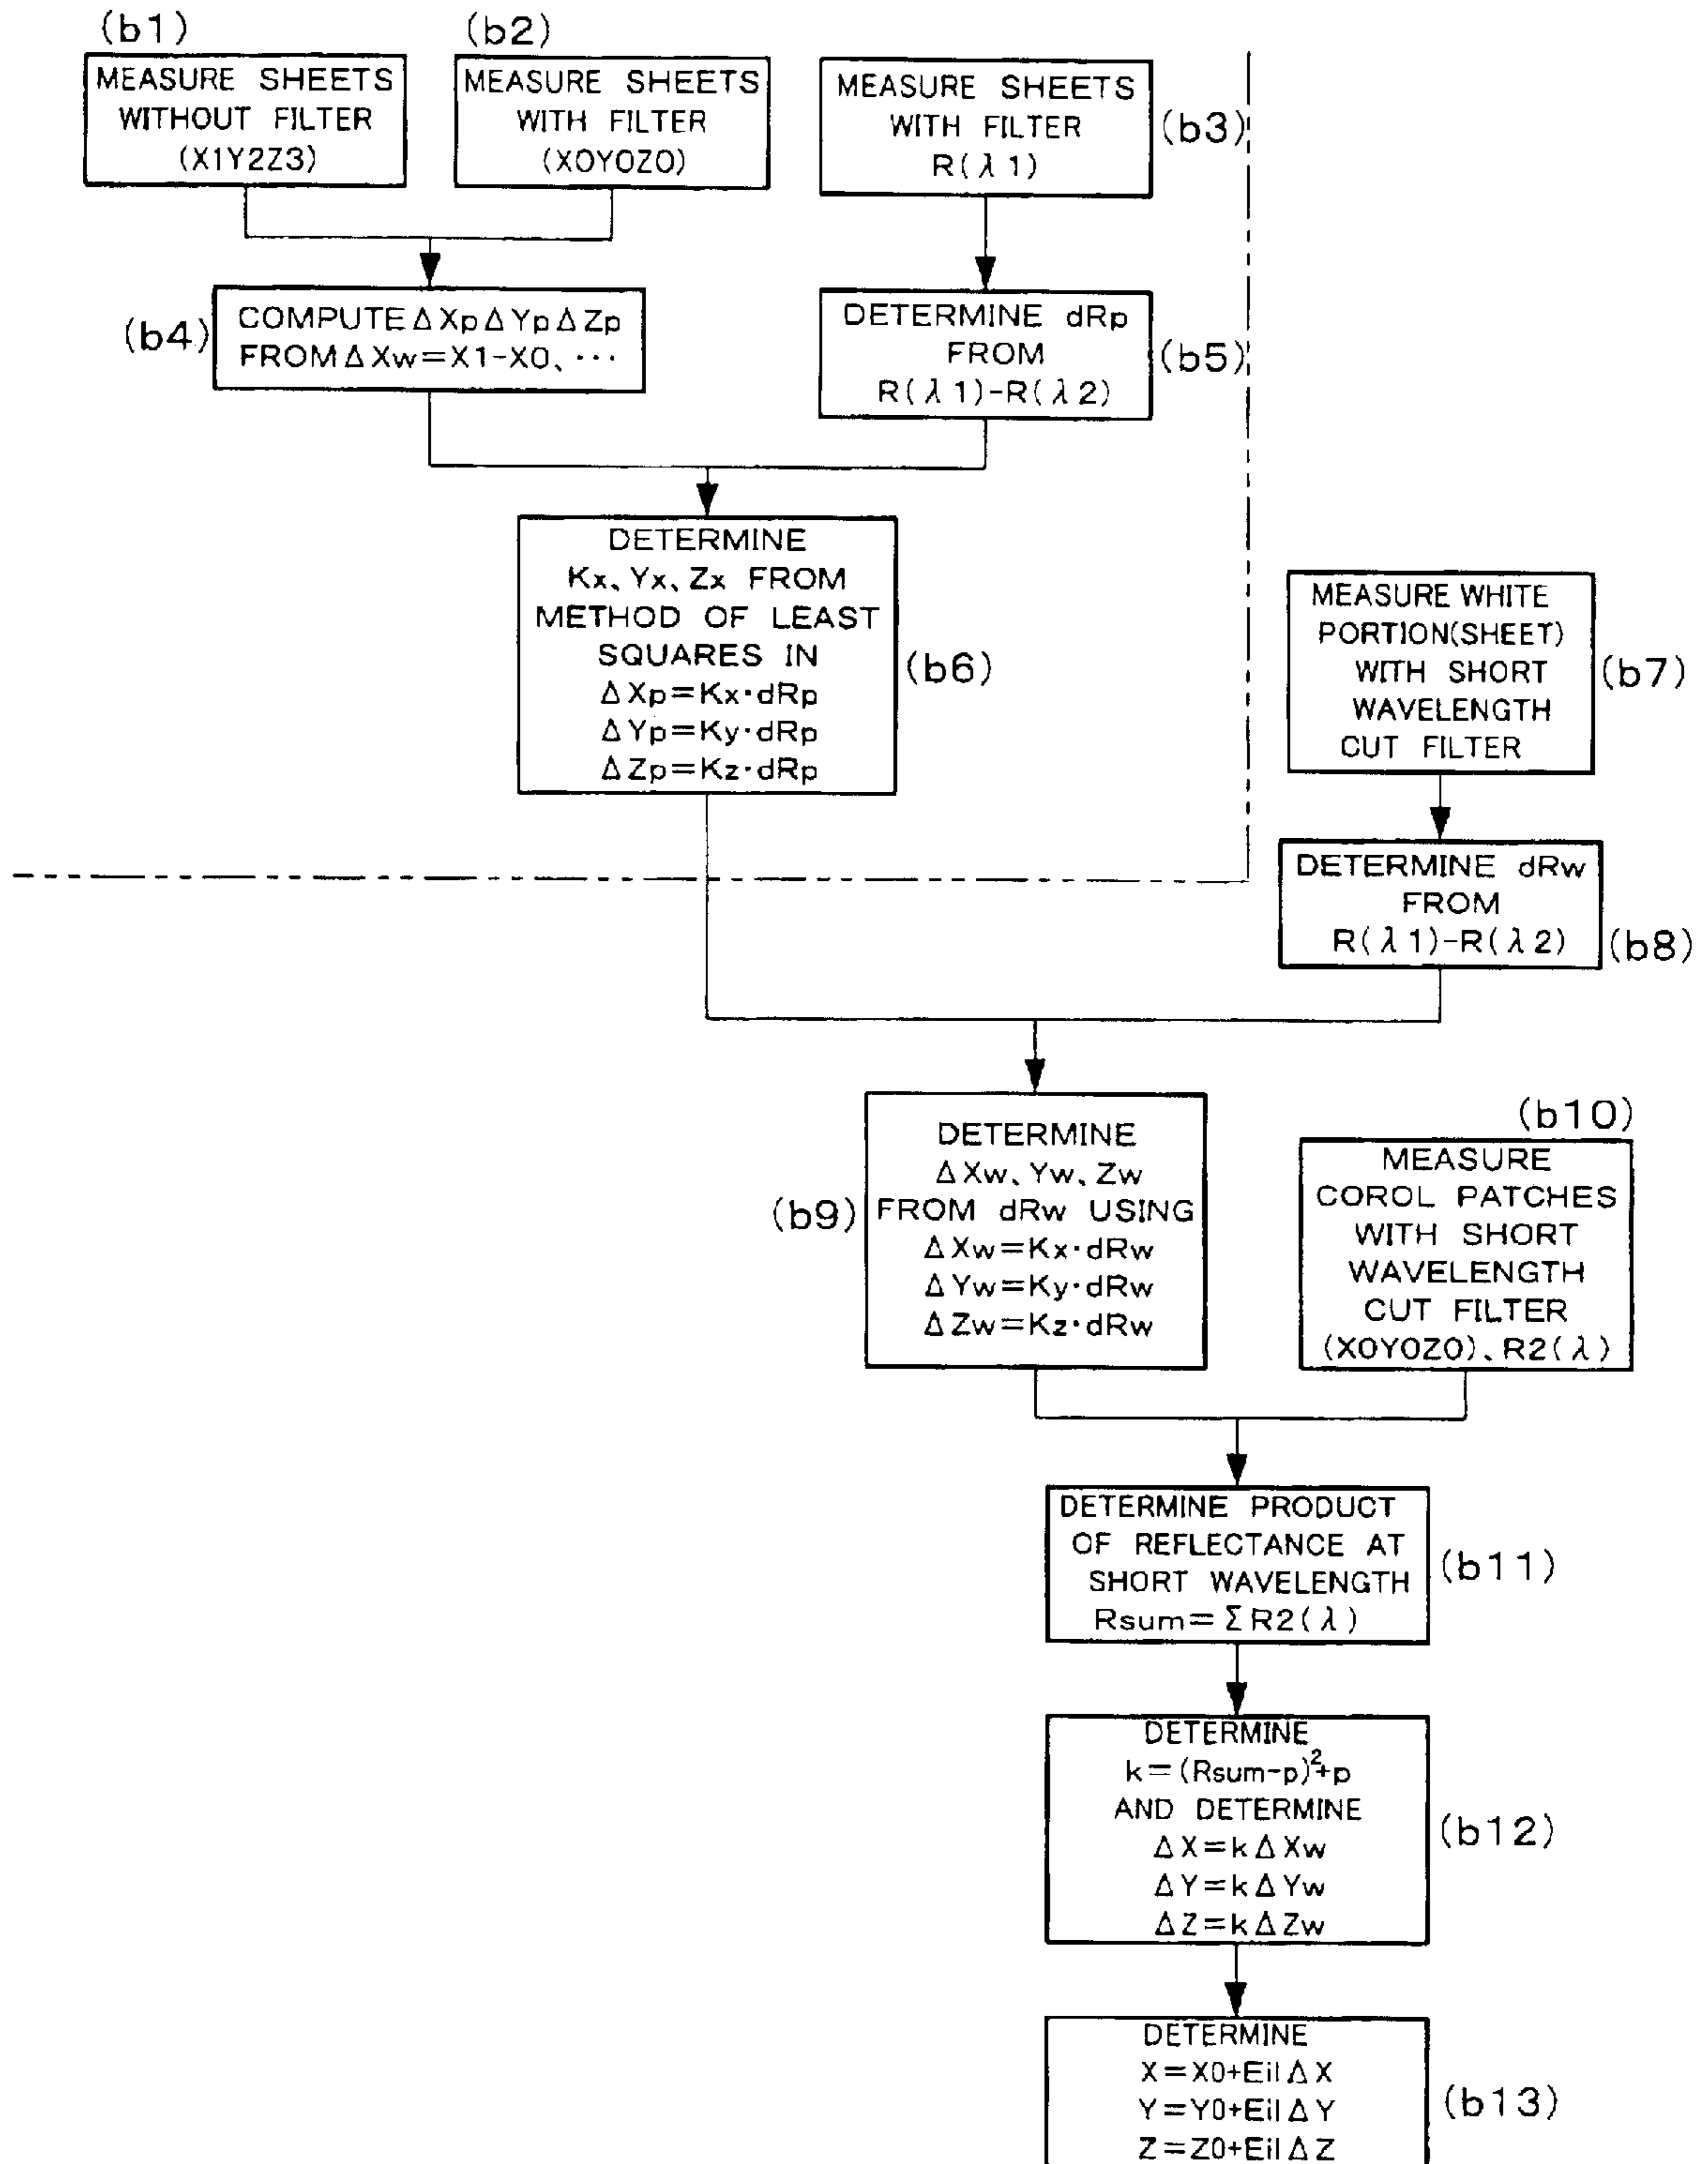 (b1)
MEASURE SHEETS
WITHOUT FILTER
(X1Y2Z3)
(b2)
MEASURE SHEETS
WITH FILTER
(X0Y0Z0)
MEASURE SHEETS
WITH FILTER
R(λ1)
(b3)
(b4)
COMPUTE ΔXpΔYpΔZp
FROM ΔXw=X1-X0、···
DETERMINE dRp
FROM
R(λ1)-R(λ2)
(b5)
DETERMINE
Kx、Yx、Zx FROM
METHOD OF LEAST
SQUARES IN
ΔXp=Kx·dRp
ΔYp=Ky·dRp
ΔZp=Kz·dRp
(b6)
MEASURE WHITE
PORTION(SHEET)
WITH SHORT
WAVELENGTH
CUT FILTER
(b7)
DETERMINE dRw
FROM
R(λ1)-R(λ2)
(b8)
(b9)
DETERMINE
ΔXw、Yw、Zw
FROM dRw USING
ΔXw=Kx·dRw
ΔYw=Ky·dRw
ΔZw=Kz·dRw
(b10)
MEASURE
COROL PATCHES
WITH SHORT
WAVELENGTH
CUT FILTER
(X0Y0Z0)、R2(λ)
DETERMINE PRODUCT
OF REFLECTANCE AT
SHORT WAVELENGTH
Rsum=ΣR2(λ)
(b11)
DETERMINE
k=(Rsum-p)²+p
AND DETERMINE
ΔX=kΔXw
ΔY=kΔYw
ΔZ=kΔZw
(b12)
DETERMINE
X=X0+EilΔX
Y=Y0+EilΔY
Z=Z0+EilΔZ
(b13)